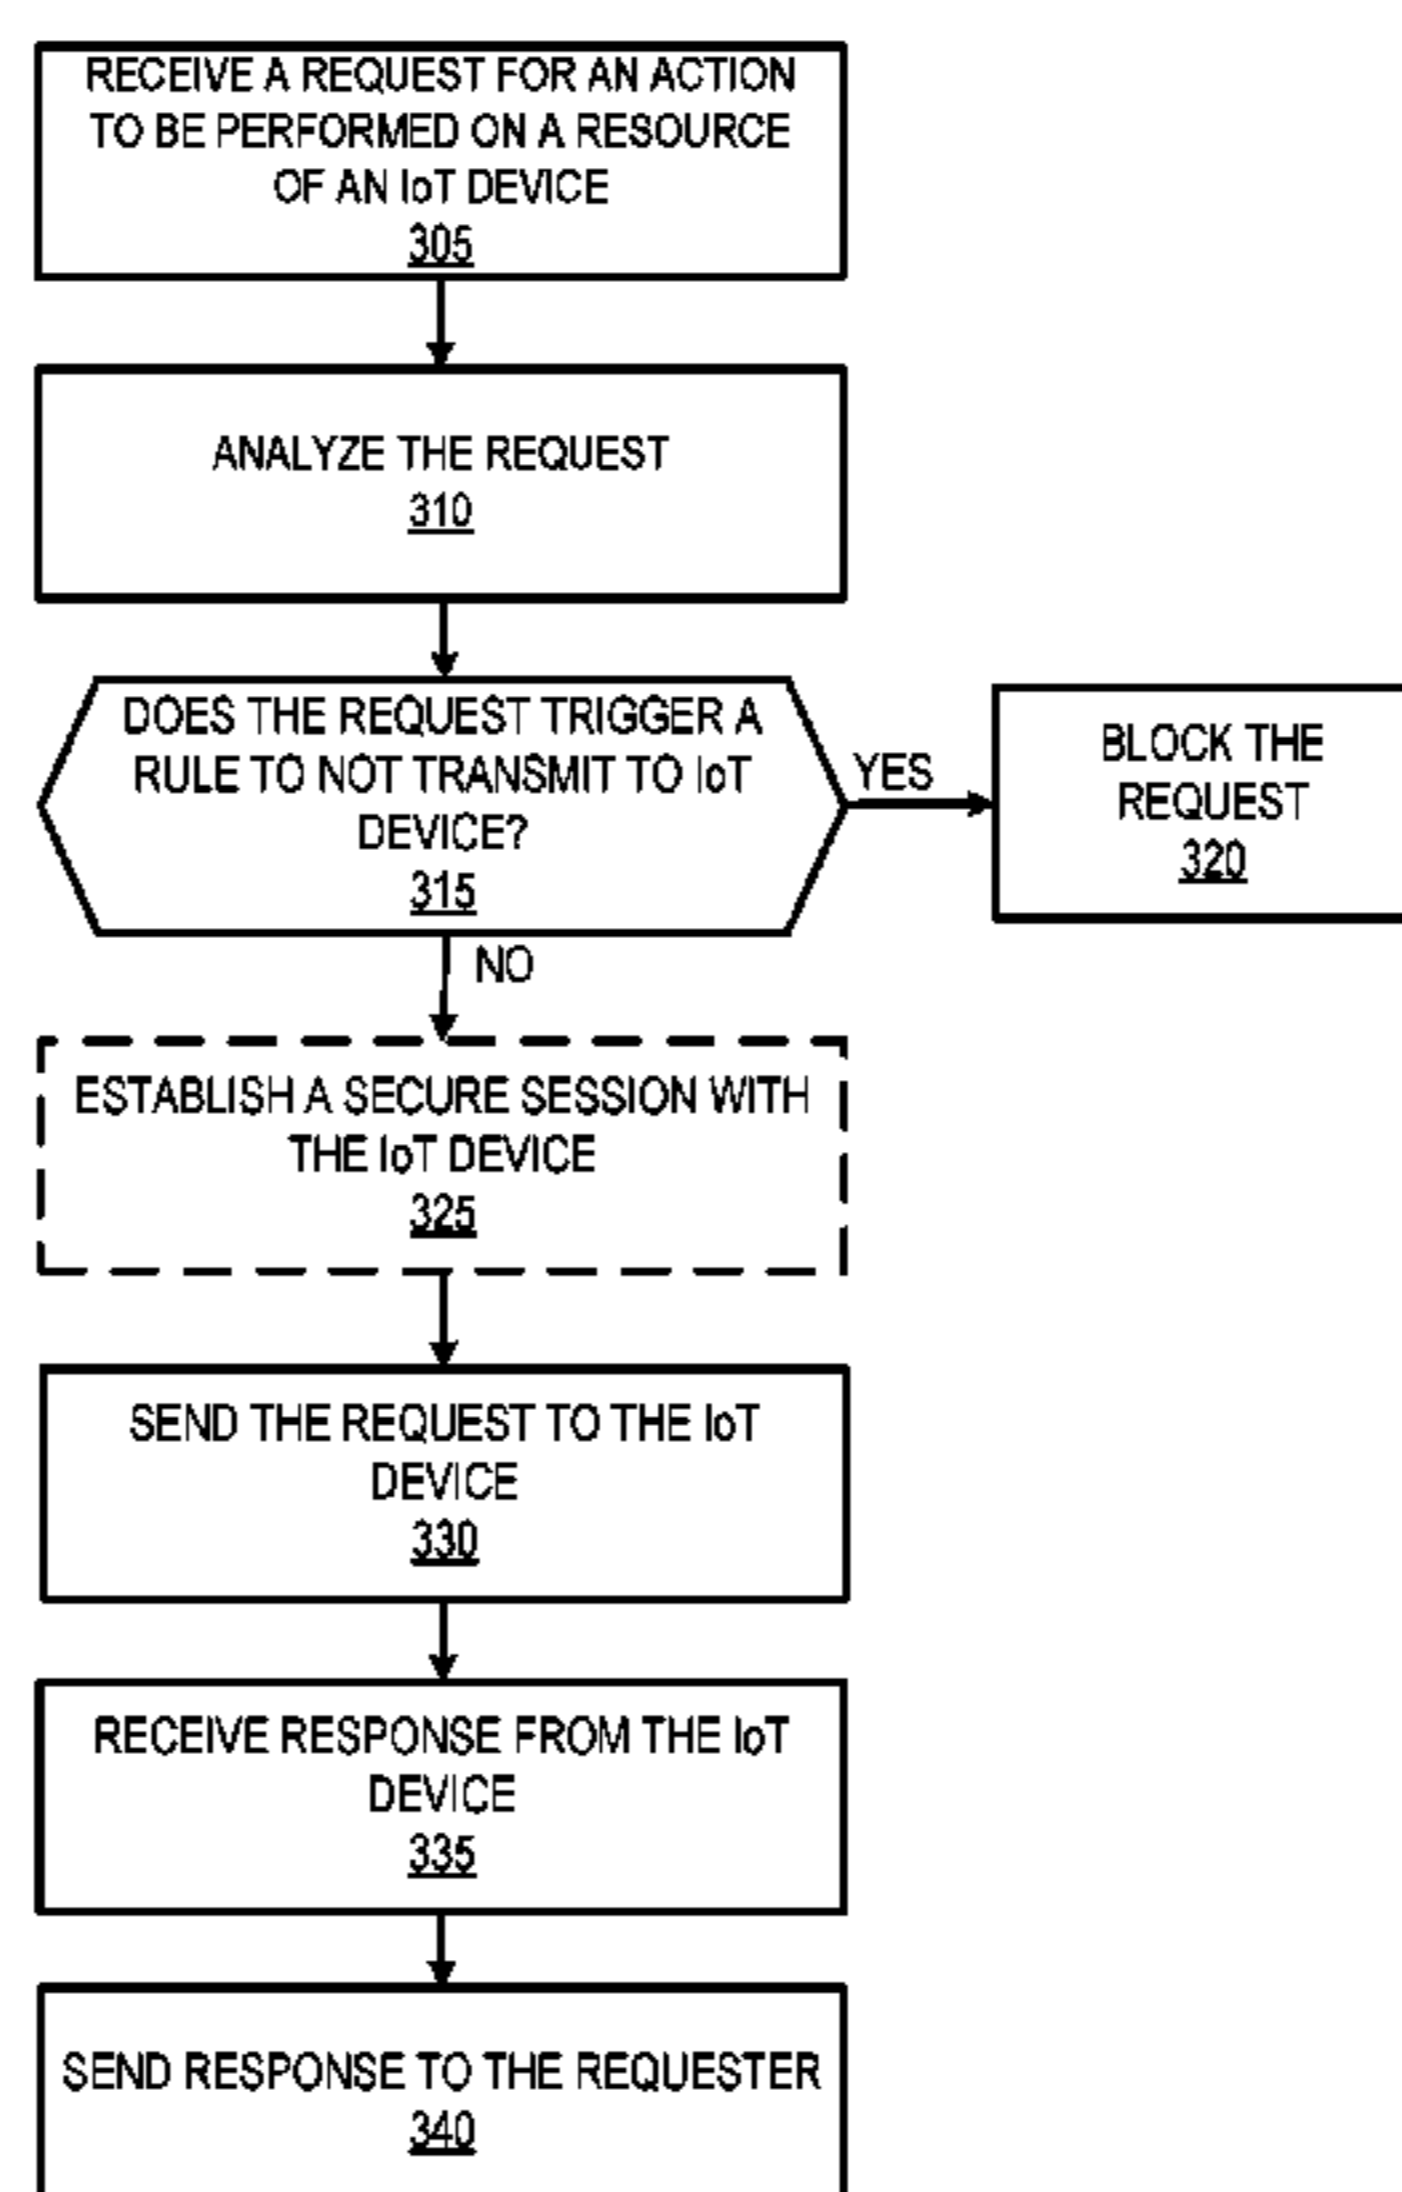 RECEIVE A REQUEST FOR AN ACTION
TO BE PERFORMED ON A RESOURCE
OF AN IoT DEVICE
305
ANALYZE THE REQUEST
310
DOES THE REQUEST TRIGGER A
RULE TO NOT TRANSMIT TO IoT
DEVICE?
315
YES
BLOCK THE
REQUEST
320
NO
ESTABLISH A SECURE SESSION WITH
THE IoT DEVICE
325
SEND THE REQUEST TO THE IoT
DEVICE
330
RECEIVE RESPONSE FROM THE IoT
DEVICE
335
SEND RESPONSE TO THE REQUESTER
340